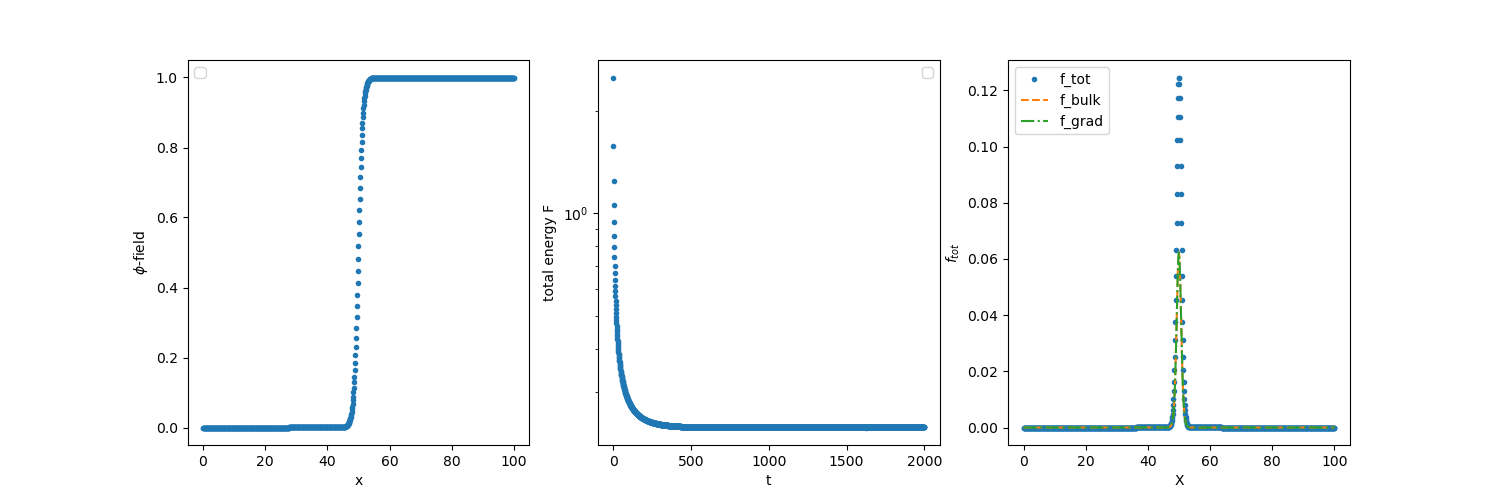 1.0
0.8
0.6
0.4
0.2
0.0
ϕ-field
0 20 40 60 80 100
x
10⁰
total energy F
0 500 1000 1500 2000
t
f_tot
f_bulk
f_grad
0.12
0.10
0.08
0.06
0.04
0.02
0.00
f_{tot}
0 20 40 60 80 100
X